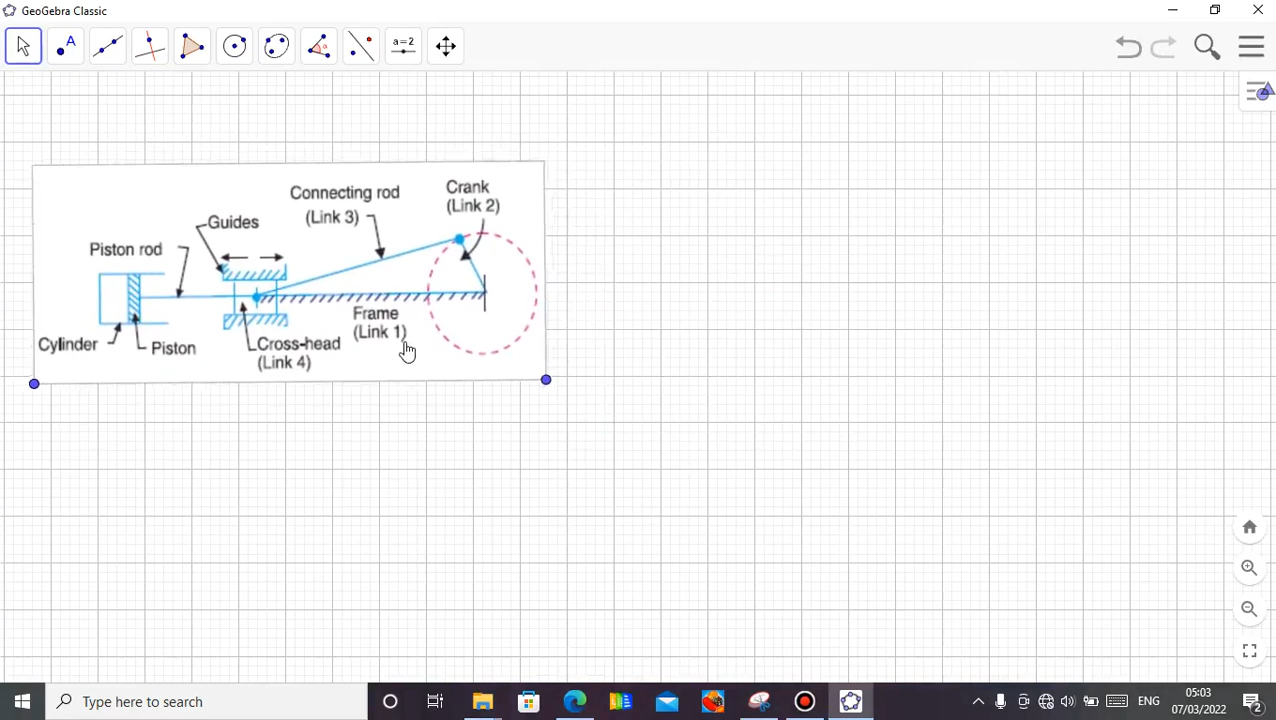 GeoGebra Classic
A
a=2
Connecting rod
(Link 3)
Crank
(Link 2)
Guides
Piston rod
Frame
(Link 1)
Cylinder
Piston
Cross-head
(Link 4)
Type here to search
ENG
05:03
07/03/2022
2